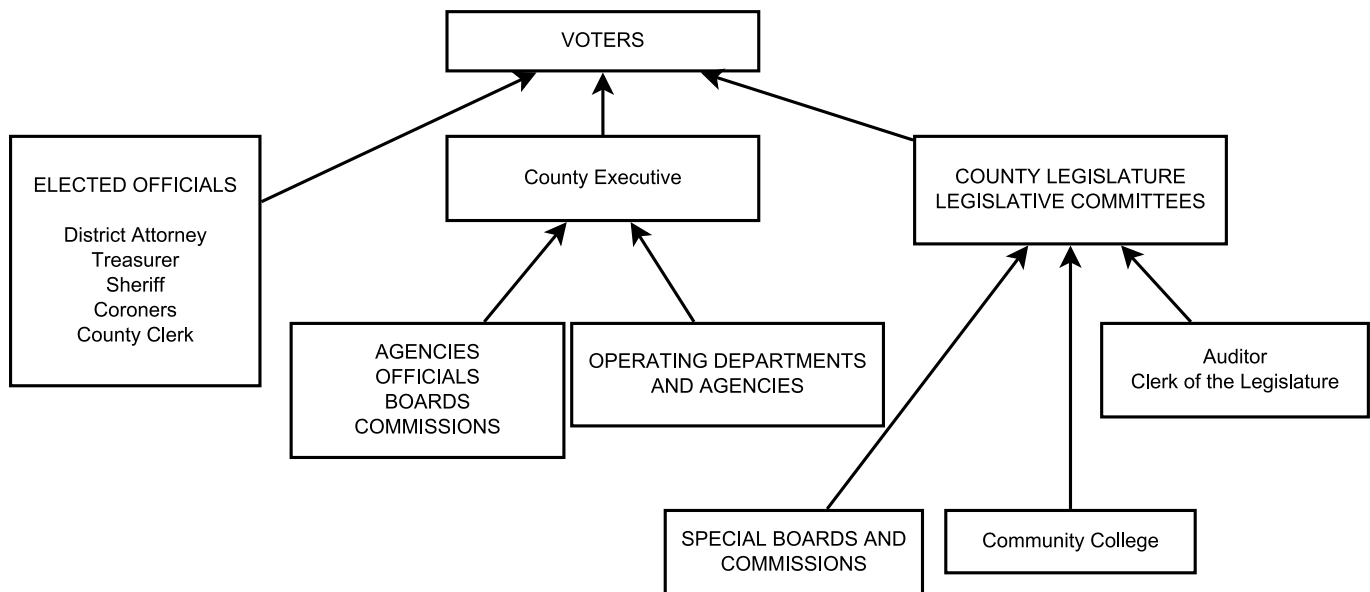 VOTERS
ELECTED OFFICIALS
District Attorney
Treasurer
Sheriff
Coroners
County Clerk
County Executive
COUNTY LEGISLATURE
LEGISLATIVE COMMITTEES
AGENCIES
OFFICIALS
BOARDS
COMMISSIONS
OPERATING DEPARTMENTS
AND AGENCIES
Auditor
Clerk of the Legislature
SPECIAL BOARDS AND
COMMISSIONS
Community College